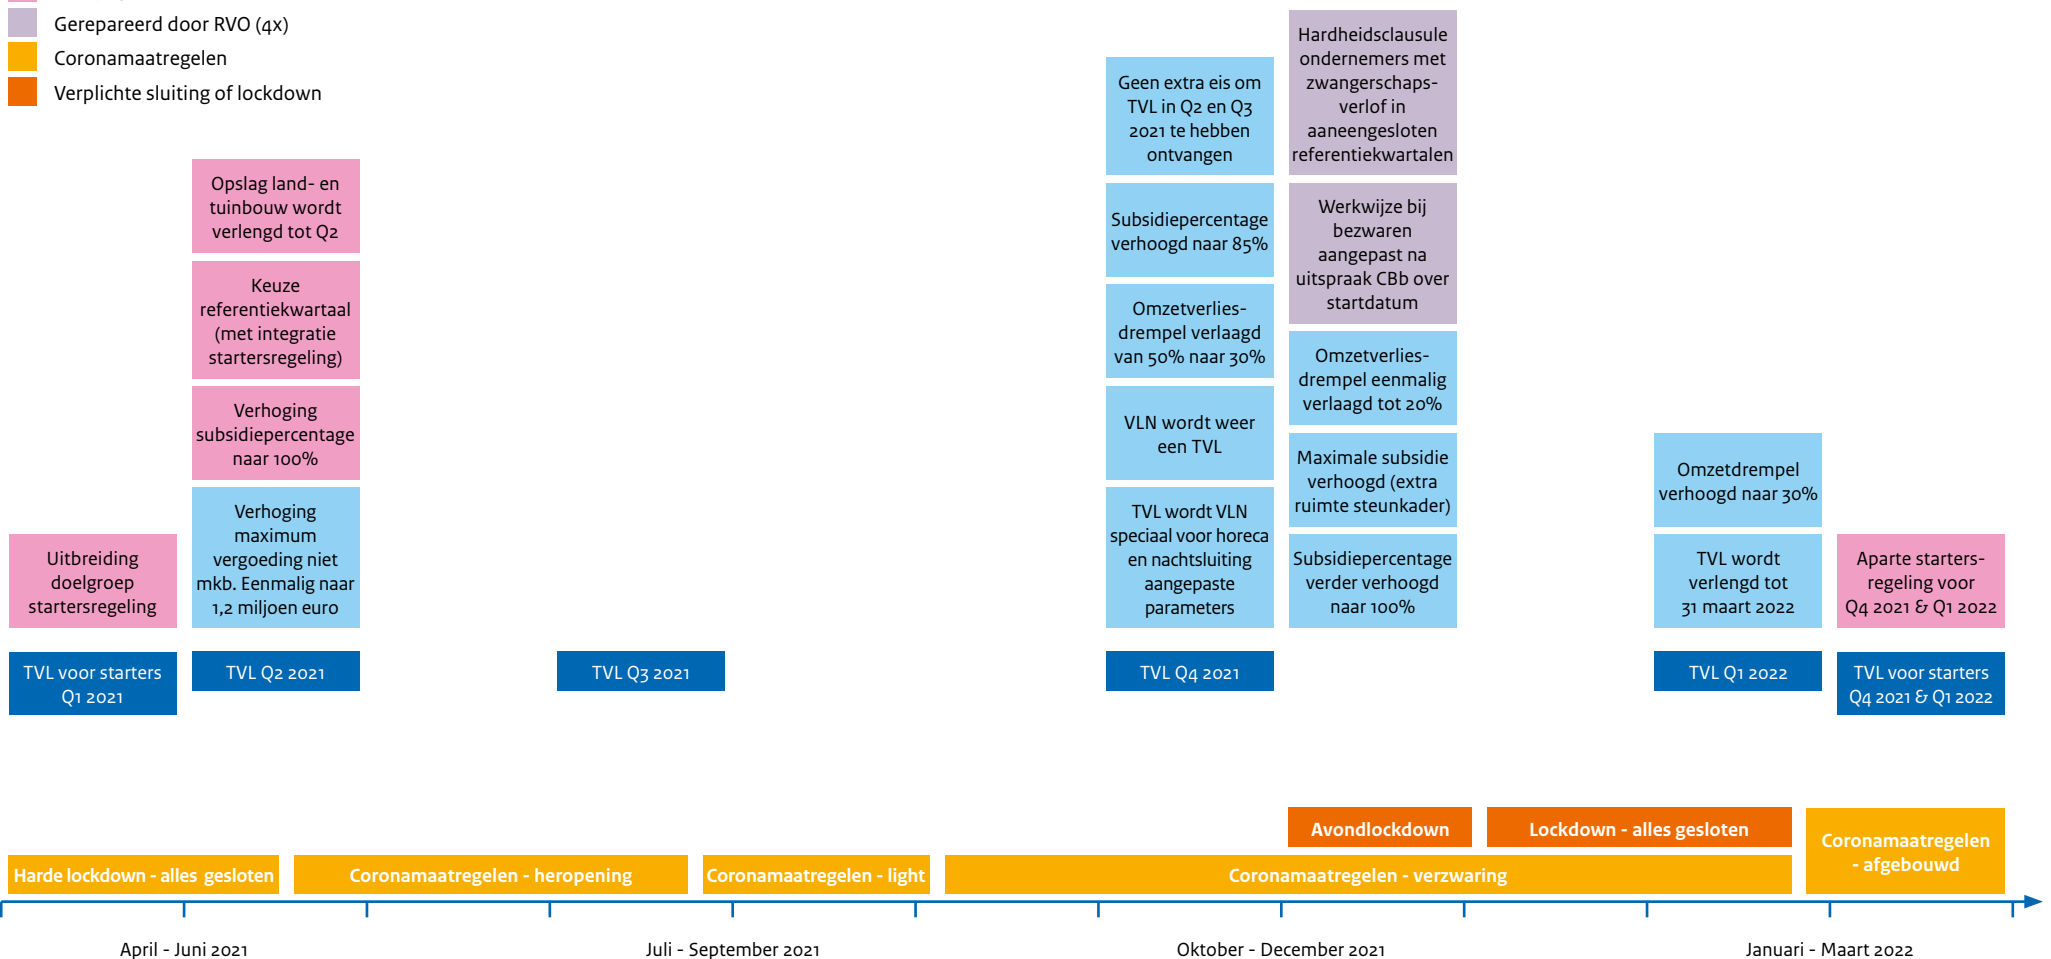 Gerepareerd door RVO (4x)
Coronamaatregelen
Verplichte sluiting of lockdown
Uitbreiding
doelgroep
startersregeling
TVL voor starters
Q1 2021
Opslag land- en
tuinbouw wordt
verlengd tot Q2
Keuze
referentiekwartaal
(met integratie
startersregeling)
Verhoging
subsidiepercentage
naar 100%
Verhoging
maximum
vergoeding niet
mkb. Eenmalig naar
1,2 miljoen euro
TVL Q2 2021
TVL Q3 2021
Geen extra eis om
TVL in Q2 en Q3
2021 te hebben
ontvangen
Subsidiepercentage
verhoogd naar 85%
Omzetverlies-
drempel verlaagd
van 50% naar 30%
VLN wordt weer
een TVL
TVL wordt VLN
speciaal voor horeca
en nachtsluiting
aangepaste
parameters
TVL Q4 2021
Hardheidsclausule
ondernemers met
zwangerschaps-
verlof in
aaneengesloten
referentiekwartalen
Werkwijze bij
bezwaren
aangepast na
uitspraak CBb over
startdatum
Omzetverlies-
drempel eenmalig
verlaagd tot 20%
Maximale subsidie
verhoogd (extra
ruimte steunkader)
Subsidiepercentage
verder verhoogd
naar 100%
Omzetdrempel
verhoogd naar 30%
TVL wordt
verlengd tot
31 maart 2022
TVL Q1 2022
Aparte starters-
regeling voor
Q4 2021 & Q1 2022
TVL voor starters
Q4 2021 & Q1 2022
Avondlockdown
Lockdown - alles gesloten
Coronamaatregelen
- afgebouwd
Harde lockdown - alles gesloten
Coronamaatregelen - heropening
Coronamaatregelen - light
Coronamaatregelen - verzwaring
April - Juni 2021
Juli - September 2021
Oktober - December 2021
Januari - Maart 2022